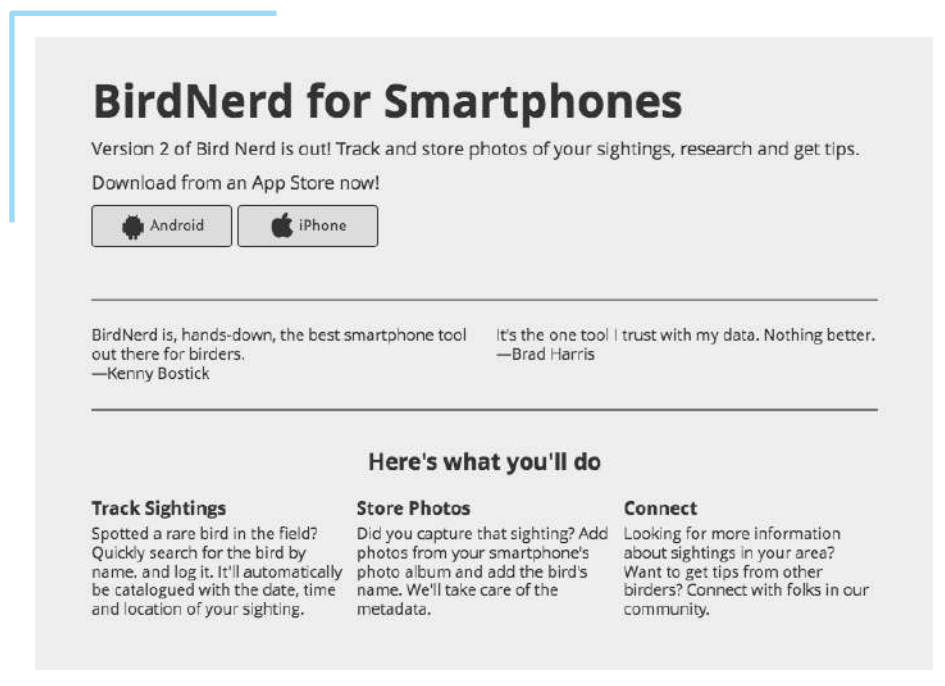 BirdNerd for Smartphones
Version 2 of Bird Nerd is out! Track and store photos of your sightings, research and get tips.
Download from an App Store now!
Android
iPhone
BirdNerd is, hands-down, the best smartphone tool
out there for birders.
—Kenny Bostick
It's the one tool I trust with my data. Nothing better.
—Brad Harris
Here's what you'll do
Track Sightings
Spotted a rare bird in the field?
Quickly search for the bird by
name, and log it. It'll automatically
be catalogued with the date, time
and location of your sighting.
Store Photos
Did you capture that sighting? Add
photos from your smartphone's
photo album and add the bird's
name. We'll take care of the
metadata.
Connect
Looking for more information
about sightings in your area?
Want to get tips from other
birders? Connect with folks in our
community.